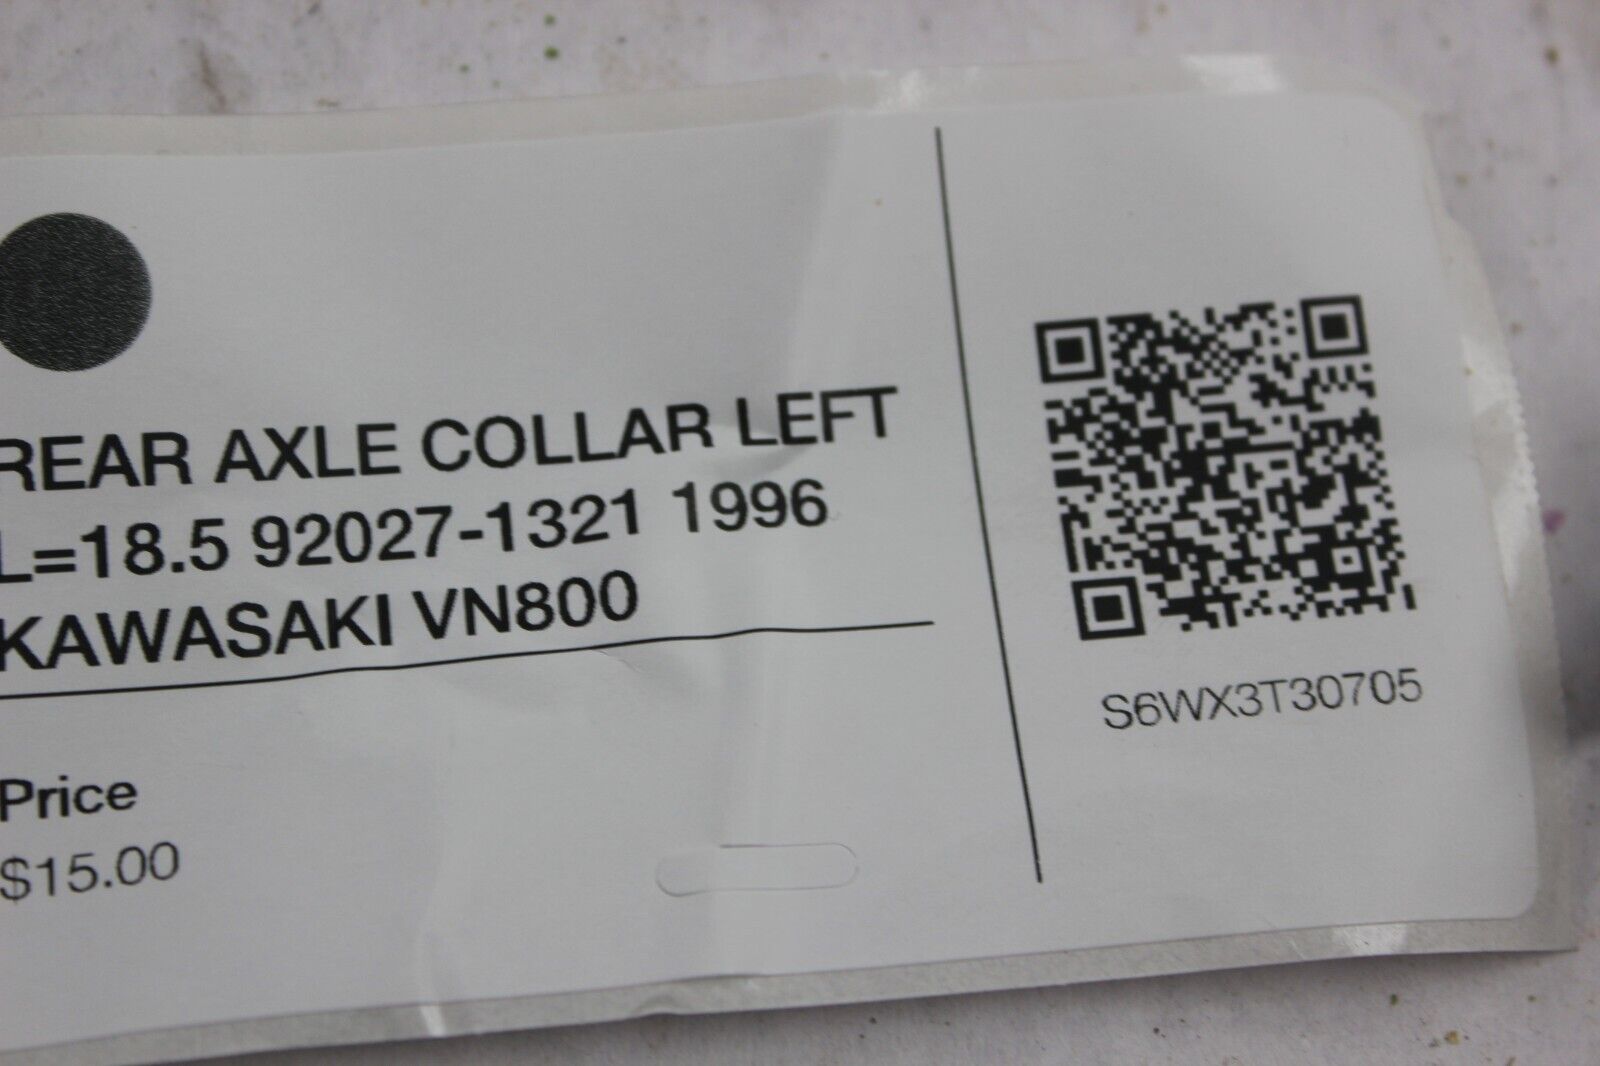 REAR AXLE COLLAR LEFT
L=18.5 92027-1321 1996
KAWASAKI VN800
Price
$15.00
S6WX3T30705